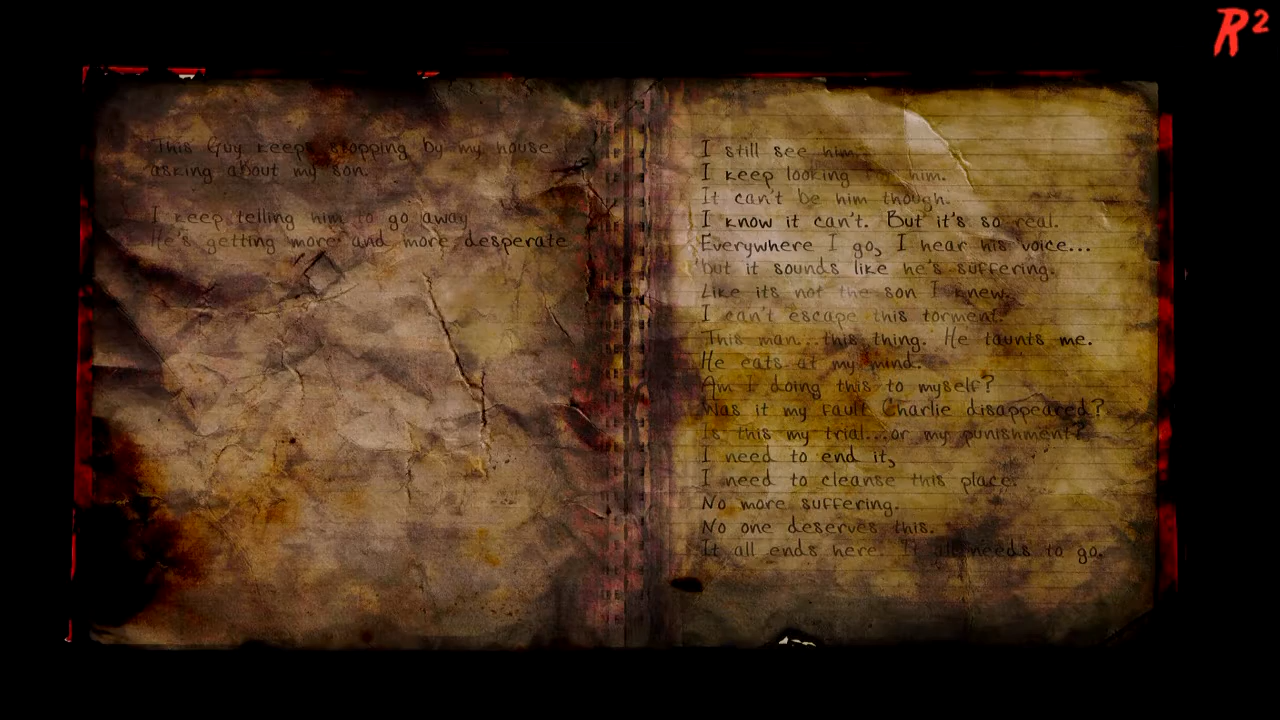 R²
This Guy keeps stopping by my house
asking about my son.
I keep telling him to go away
He's getting more and more desperate
I still see him...
I keep looking for him.
It can't be him though.
I know it can't. But it's so real.
Everywhere I go, I hear his voice...
but it sounds like he's suffering.
Like its not the son I knew.
I can't escape this torment.
This man...this thing. He taunts me.
He eats at my mind.
Am I doing this to myself?
Was it my fault Charlie disappeared?
Is this my trial...or my punishment?
I need to end it,
I need to cleanse this place.
No more suffering.
No one deserves this.
It all ends here. It all needs to go.